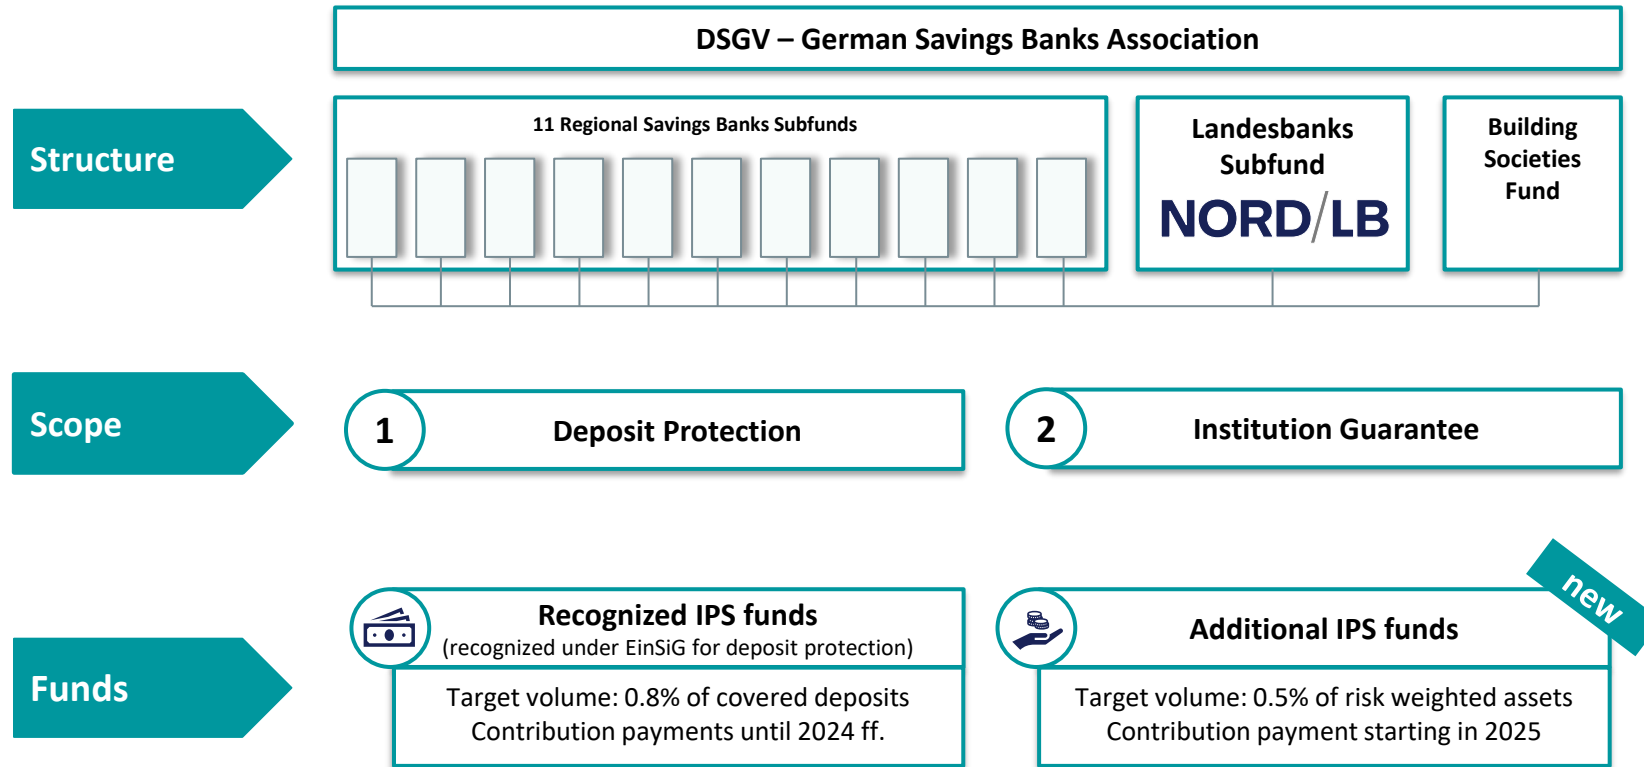 DSGV – German Savings Banks Association
Structure
11 Regional Savings Banks Subfunds
Landesbanks
Subfund
NORD/LB
Building
Societies
Fund
Scope
1
Deposit Protection
2
Institution Guarantee
Funds
Recognized IPS funds
(recognized under EinSiG for deposit protection)
Target volume: 0.8% of covered deposits
Contribution payments until 2024 ff.
new
Additional IPS funds
Target volume: 0.5% of risk weighted assets
Contribution payment starting in 2025